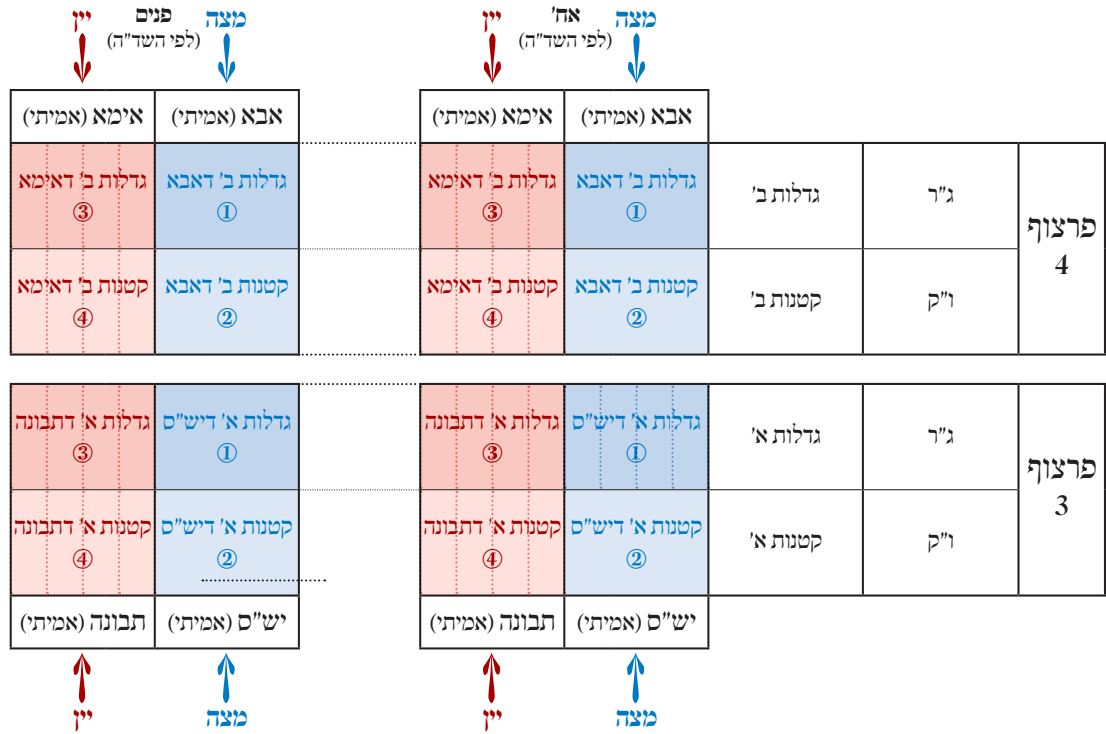 אח'
(לפי השד"ה)
מצה
יין
פנים
(לפי השד"ה)
מצה
יין
אבא (אמיתי)
אימא (אמיתי)
אבא (אמיתי)
אימא (אמיתי)
פרצוף
4
ג"ר
גדלות ב'
גדלות ב' דאבא
①
גדלות ב' דאימא
③
גדלות ב' דאבא
①
גדלות ב' דאימא
③
ו"ק
קטנות ב'
קטנות ב' דאבא
②
קטנות ב' דאימא
④
קטנות ב' דאבא
②
קטנות ב' דאימא
④
פרצוף
3
ג"ר
גדלות א'
גדלות א' דיש"ס
①
גדלות א' דתבונה
③
גדלות א' דיש"ס
①
גדלות א' דתבונה
③
ו"ק
קטנות א'
קטנות א' דיש"ס
②
קטנות א' דתבונה
④
קטנות א' דיש"ס
②
קטנות א' דתבונה
④
יש"ס (אמיתי)
תבונה (אמיתי)
יש"ס (אמיתי)
תבונה (אמיתי)
מצה
יין
מצה
יין